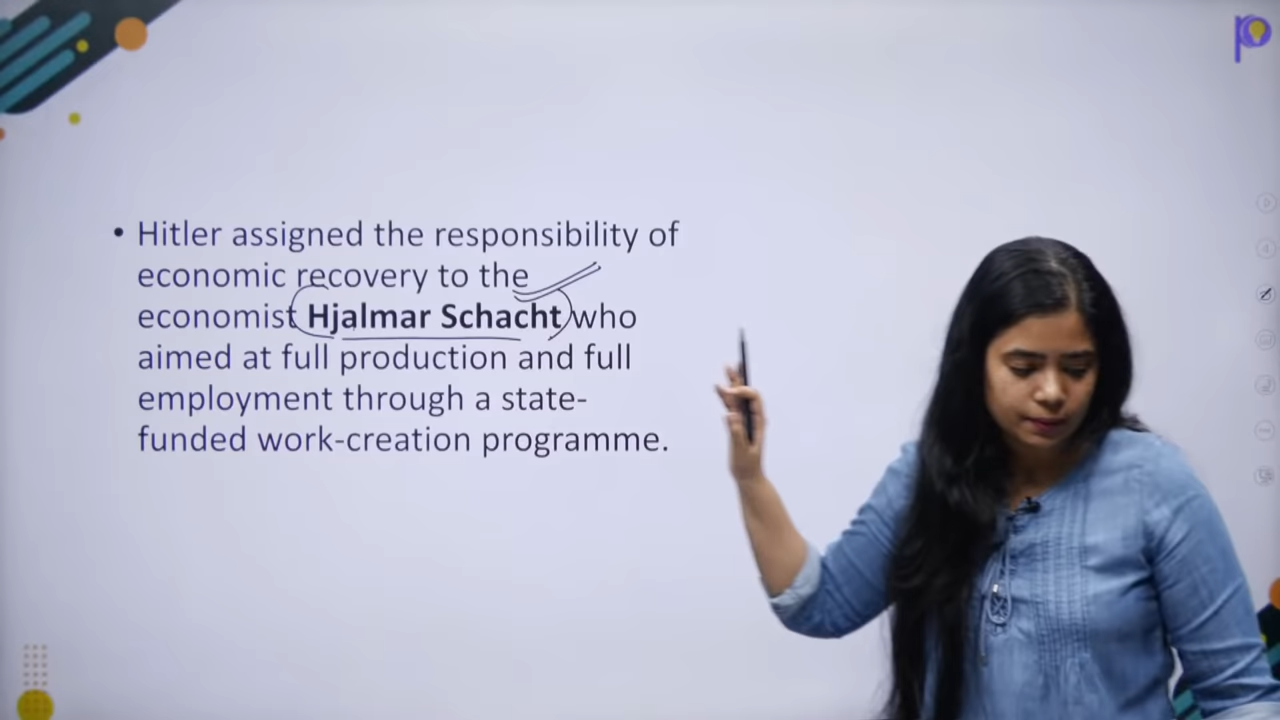 • Hitler assigned the responsibility of
economic recovery to the
economist Hjalmar Schacht who
aimed at full production and full
employment through a state-
funded work-creation programme.